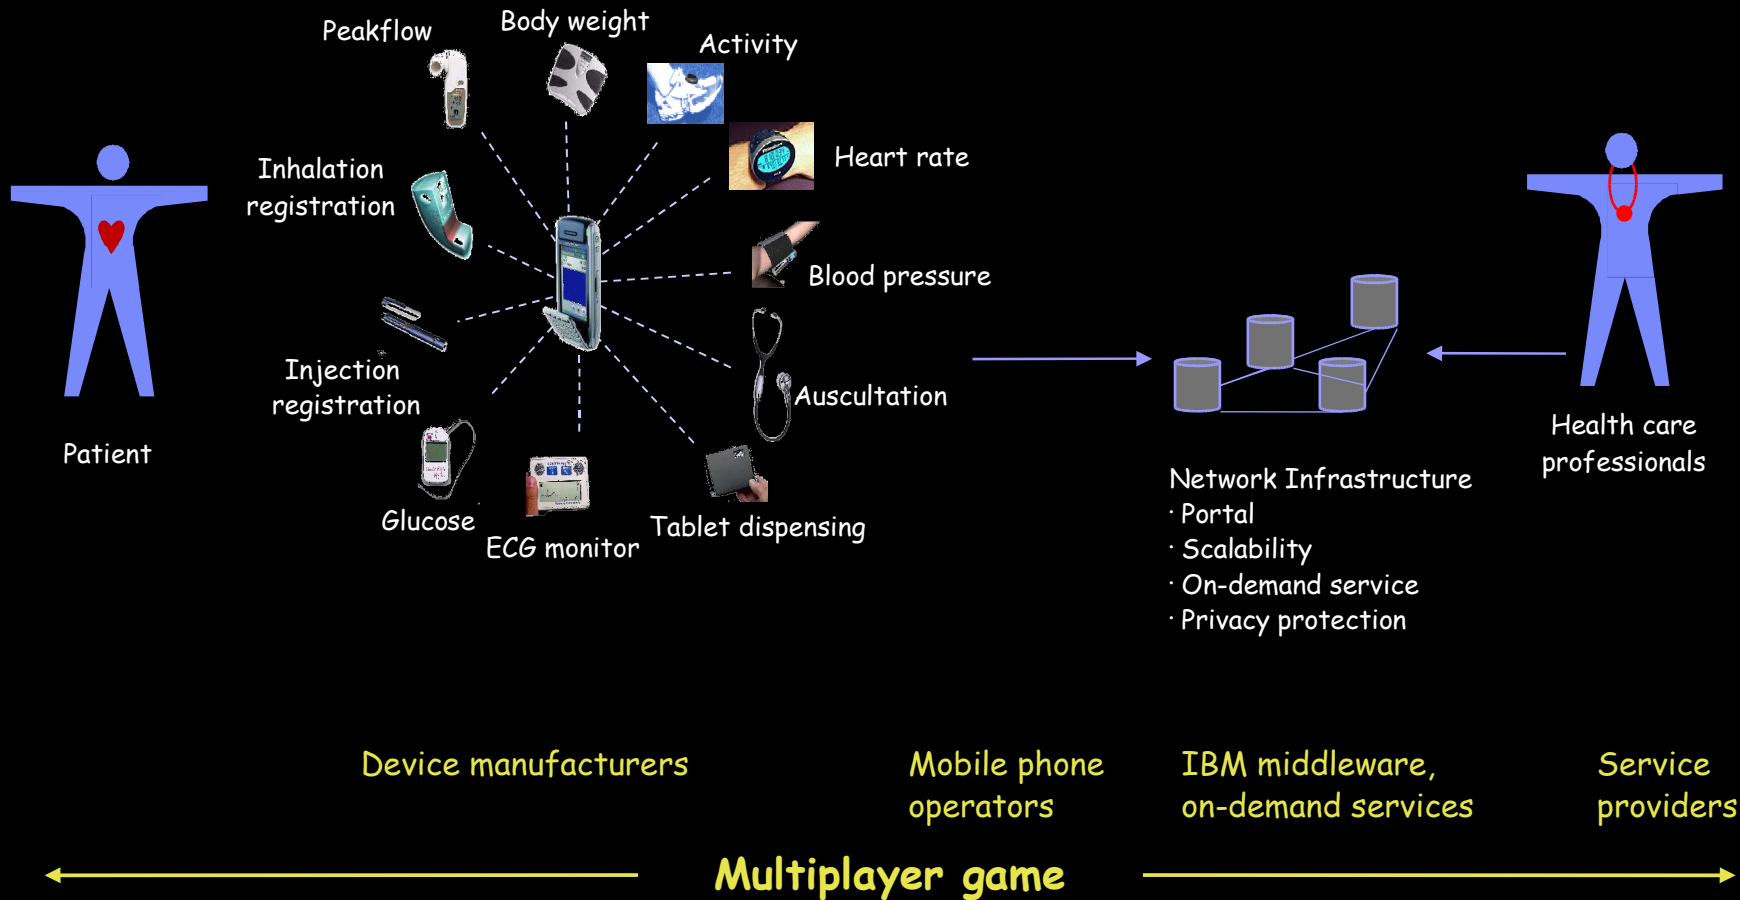 Peakflow
Body weight
Activity
Heart rate
Inhalation
registration
Blood pressure
Injection
registration
Auscultation
Patient
Glucose
ECG monitor
Tablet dispensing
Health care
professionals
Network Infrastructure
· Portal
· Scalability
· On-demand service
· Privacy protection
Device manufacturers
Mobile phone
operators
IBM middleware,
on-demand services
Service
providers
Multiplayer game